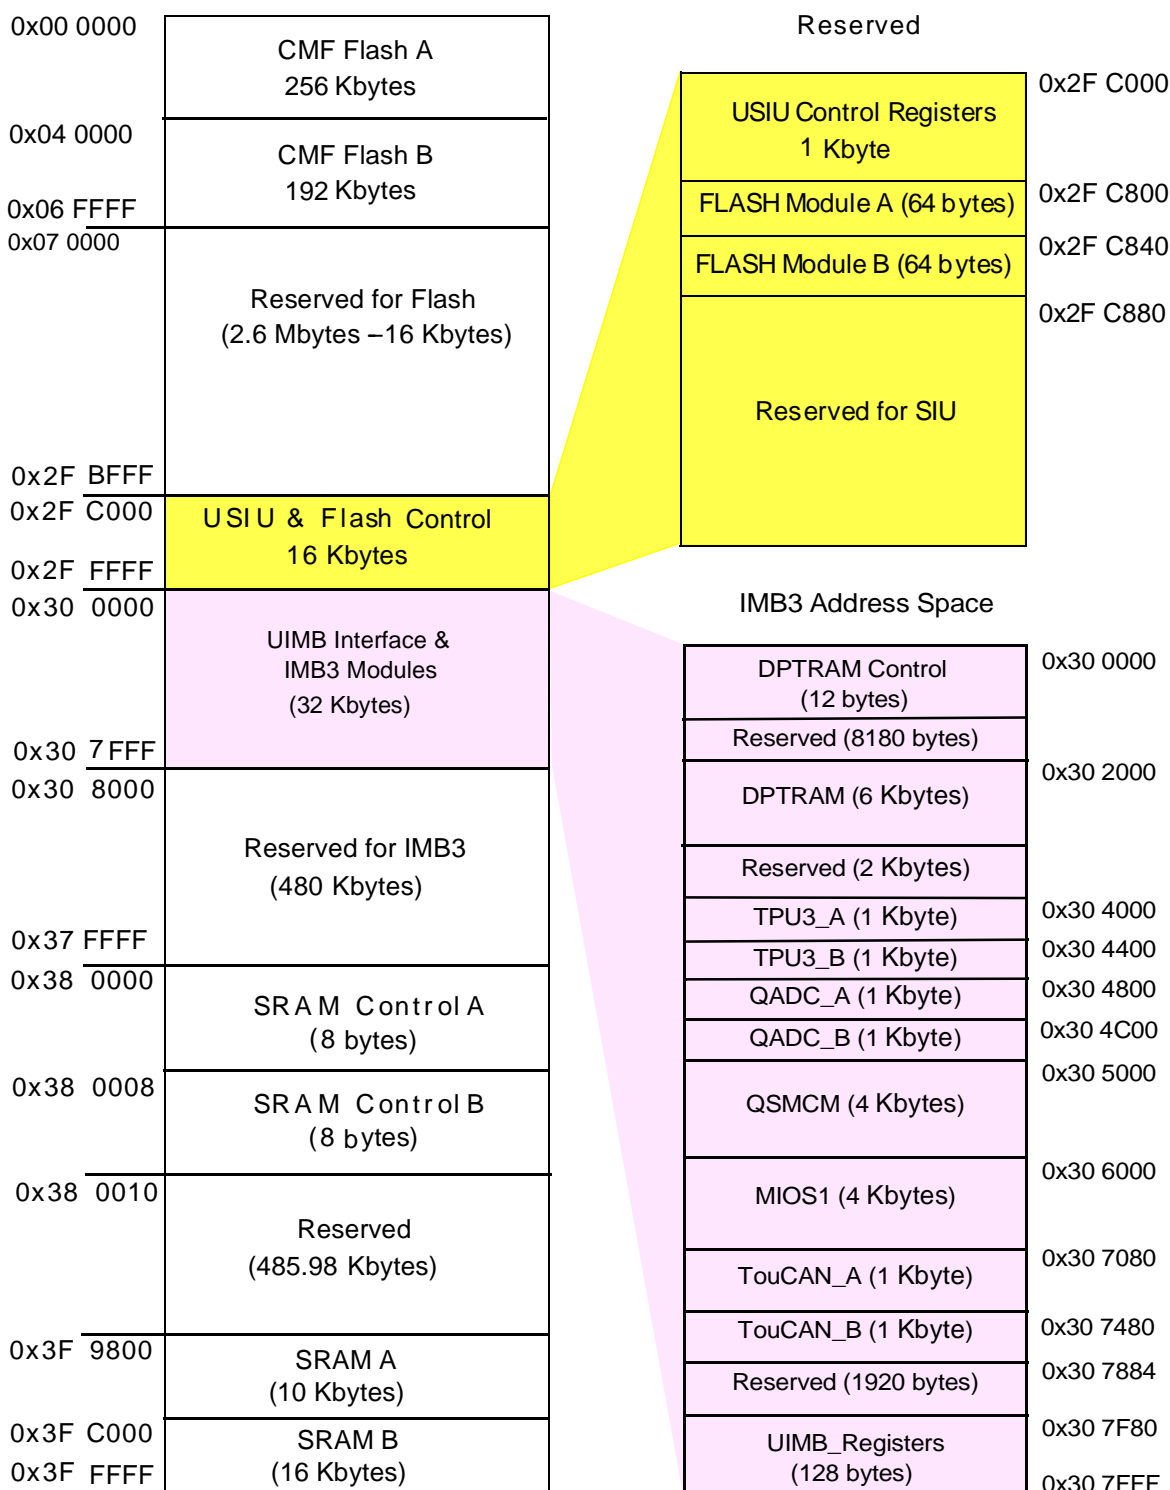 0x00 0000
CMF Flash A
256 Kbytes
0x04 0000
CMF Flash B
192 Kbytes
0x06 FFFF
0x07 0000
Reserved for Flash
(2.6 Mbytes –16 Kbytes)
0x2F BFFF
0x2F C000
USIU & Flash Control
16 Kbytes
0x2F FFFF
0x30 0000
UIMB Interface &
IMB3 Modules
(32 Kbytes)
0x30 7FFF
0x30 8000
Reserved for IMB3
(480 Kbytes)
0x37 FFFF
0x38 0000
SRAM Control A
(8 bytes)
0x38 0008
SRAM Control B
(8 bytes)
0x38 0010
Reserved
(485.98 Kbytes)
0x3F 9800
SRAM A
(10 Kbytes)
0x3F C000
SRAM B
(16 Kbytes)
0x3F FFFF
Reserved
0x2F C000
USIU Control Registers
1 Kbyte
0x2F C800
FLASH Module A (64 bytes)
0x2F C840
FLASH Module B (64 bytes)
0x2F C880
Reserved for SIU
IMB3 Address Space
0x30 0000
DPTRAM Control
(12 bytes)
Reserved (8180 bytes)
0x30 2000
DPTRAM (6 Kbytes)
Reserved (2 Kbytes)
0x30 4000
TPU3_A (1 Kbyte)
0x30 4400
TPU3_B (1 Kbyte)
0x30 4800
QADC_A (1 Kbyte)
0x30 4C00
QADC_B (1 Kbyte)
0x30 5000
QSMCM (4 Kbytes)
0x30 6000
MIOS1 (4 Kbytes)
0x30 7080
TouCAN_A (1 Kbyte)
0x30 7480
TouCAN_B (1 Kbyte)
0x30 7884
Reserved (1920 bytes)
0x30 7F80
UIMB_Registers
(128 bytes)
0x30 7FFF